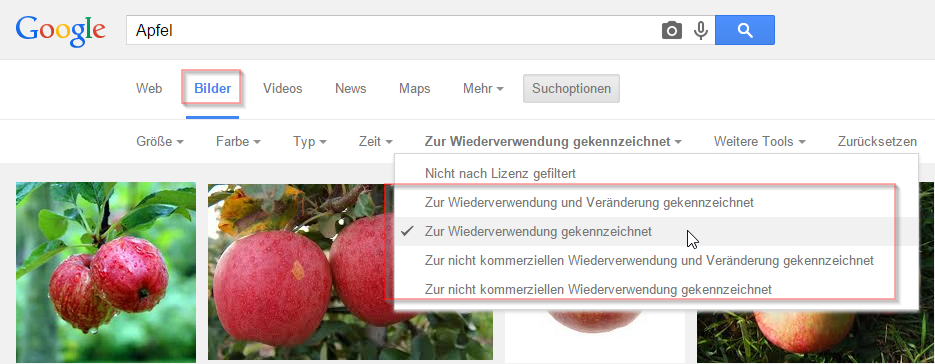 Google Apfel
Web Bilder Videos News Maps Mehr Suchoptionen
Größe Farbe Typ Zeit Zur Wiederverwendung gekennzeichnet Weitere Tools Zurücksetzen
Nicht nach Lizenz gefiltert
Zur Wiederverwendung und Veränderung gekennzeichnet
Zur Wiederverwendung gekennzeichnet
Zur nicht kommerziellen Wiederverwendung und Veränderung gekennzeichnet
Zur nicht kommerziellen Wiederverwendung gekennzeichnet